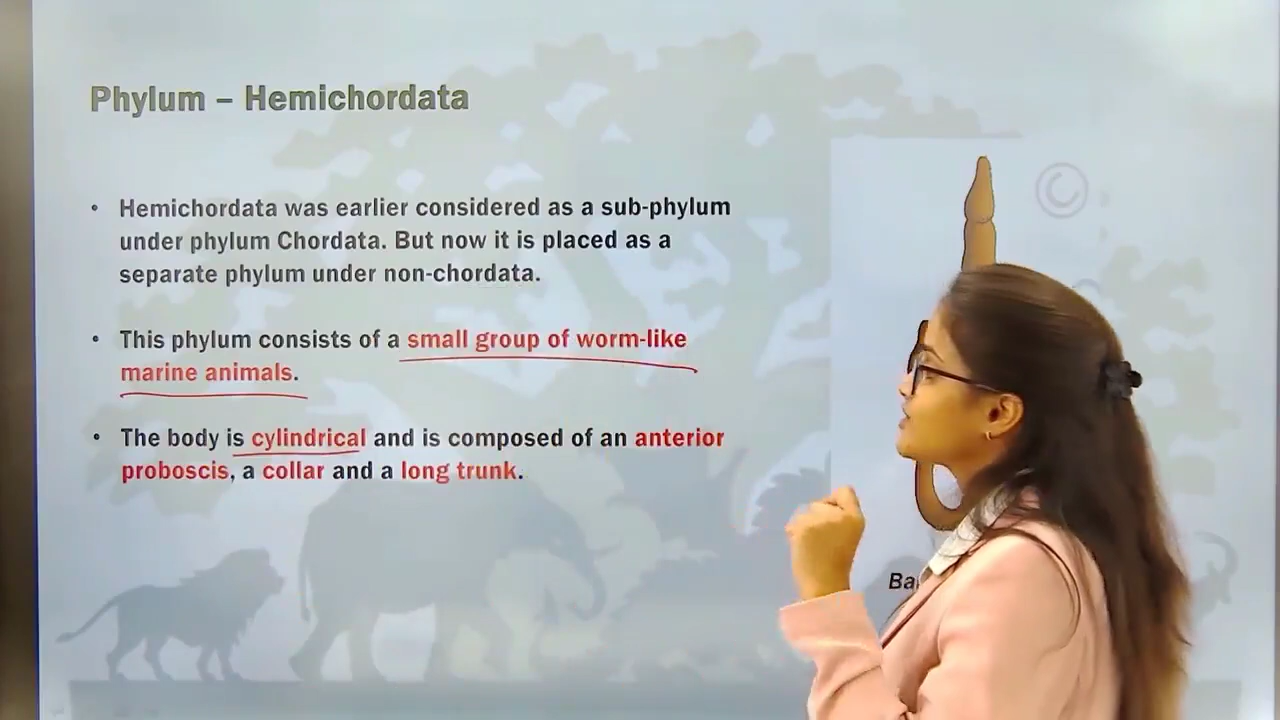 Phylum – Hemichordata
• Hemichordata was earlier considered as a sub-phylum
under phylum Chordata. But now it is placed as a
separate phylum under non-chordata.
• This phylum consists of a small group of worm-like
marine animals.
• The body is cylindrical and is composed of an anterior
proboscis, a collar and a long trunk.
©